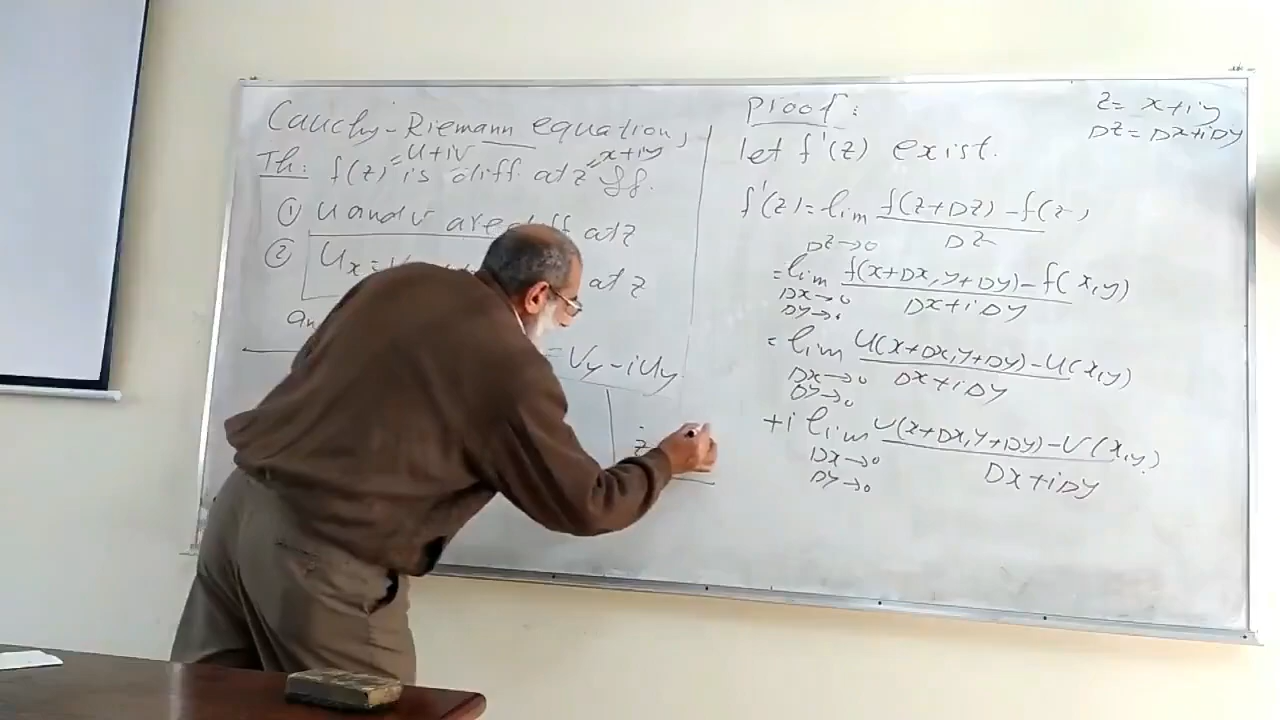 Cauchy-Riemann equation,
= u+iv = x+iy
Th: f(z) is diff. at z iff.
① u and v are diff at z
② Ux = at z
an
= Vy - iUy.
z
Proof:
let f'(z) exist.
f'(z) = lim f(z+Dz) - f(z)
Dz→0 Dz
= lim f(x+Dx, y+Dy) - f(x,y)
Dx→0 Dx+iDy
Dy→0
= lim U(x+Dx, y+Dy) - U(x,y)
Dx→0 Dx+iDy
Dy→0
+i lim V(x+Dx, y+Dy) - V(x,y)
Dx→0 Dx+iDy
Dy→0
z = x+iy
Dz = Dx+iDy